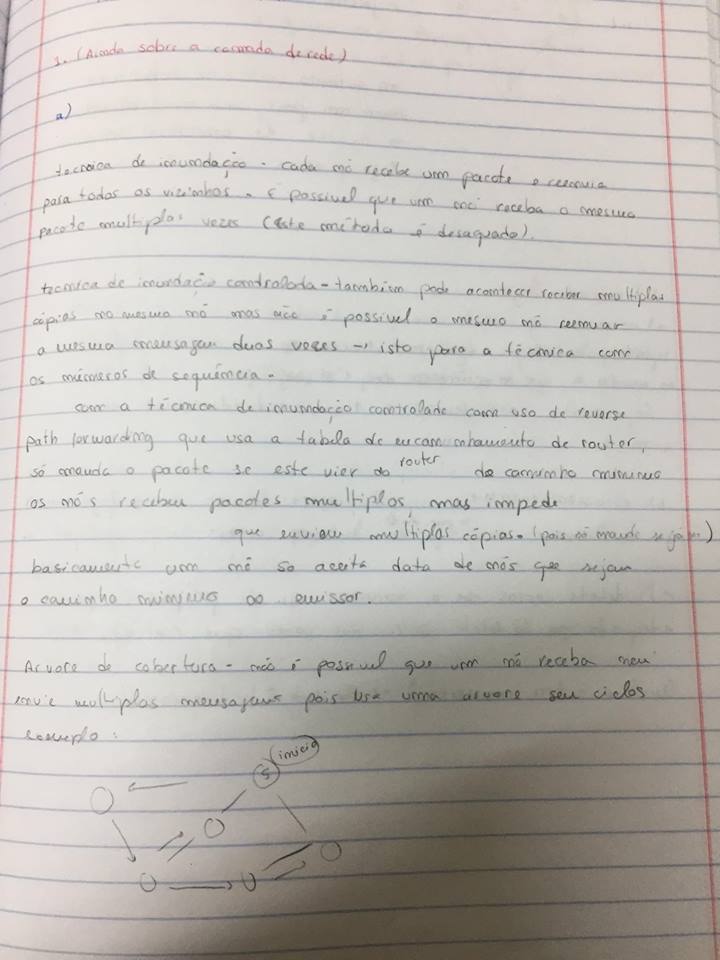 1. (Ainda sobre a camada de rede)
a)
tecnica de inundação - cada nó recebe um pacote e reenvia
para todos os vizinhos. É possivel que um nó receba o mesmo
pacote multiplas vezes (este método é desaquado).
tecnica de inundação controlada - também pode acontecer receber multiplas
cópias no mesmo nó mas não é possivel o mesmo nó reenviar
a mesma mensagem duas vezes → isto para a técnica com
os números de sequência.
com a técnica de inundação controlada com uso de reverse
path forwarding que usa a tabela de encaminhamento de router,
só manda o pacote se este vier do router do caminho minimo
os nós recebem pacotes multiplos, mas impede
que enviem multiplas cópias. (pois só manda se já)
basicamente um nó so aceita data de nós que sejam
o caminho minimo ao emissor.
Arvore de cobertura - não é possivel que um nó receba nem
envie multiplas mensagens pois usa uma arvore sem ciclos
exemplo:
S inicio